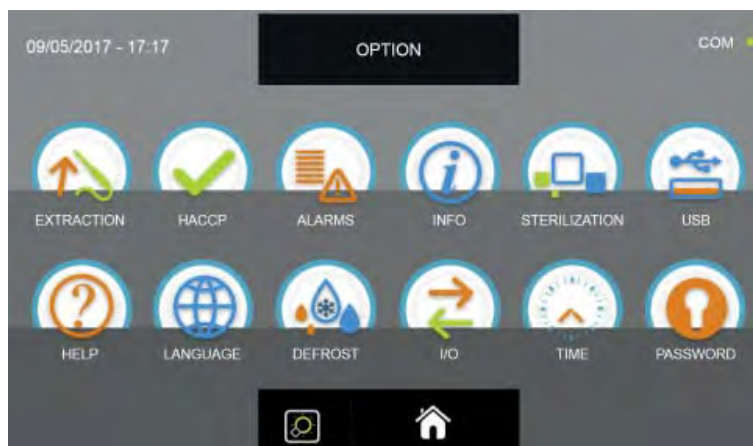 09/05/2017 - 17:17 OPTION COM
EXTRACTION HACCP ALARMS INFO STERILIZATION USB
HELP LANGUAGE DEFROST I/O TIME PASSWORD